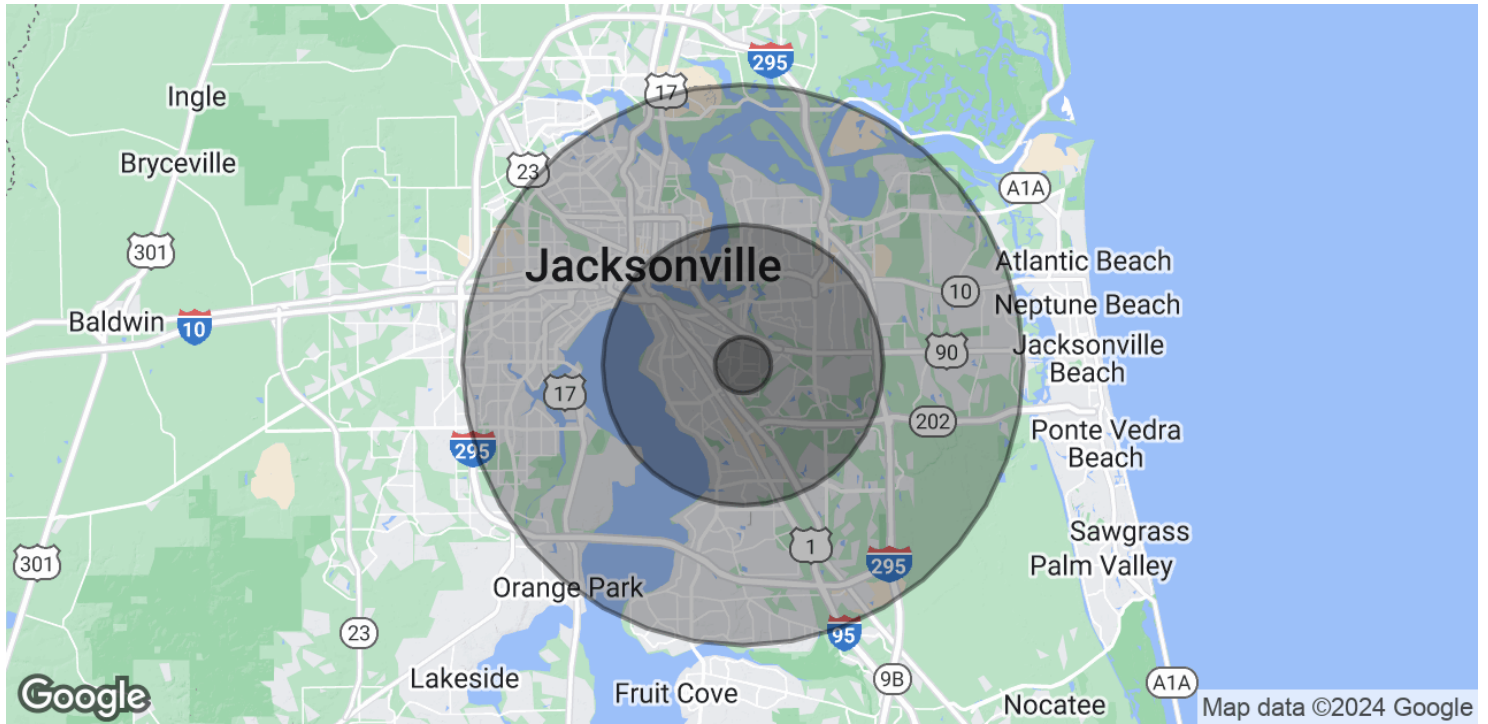 295
17
Ingle
Bryceville
23
A1A
301
Jacksonville
Atlantic Beach
10
Neptune Beach
Baldwin
10
90
Jacksonville
Beach
17
202
Ponte Vedra
Beach
295
Sawgrass
1
301
295
Palm Valley
Orange Park
23
95
Lakeside
9B
Fruit Cove
A1A
Nocatee
Google
Map data ©2024 Google